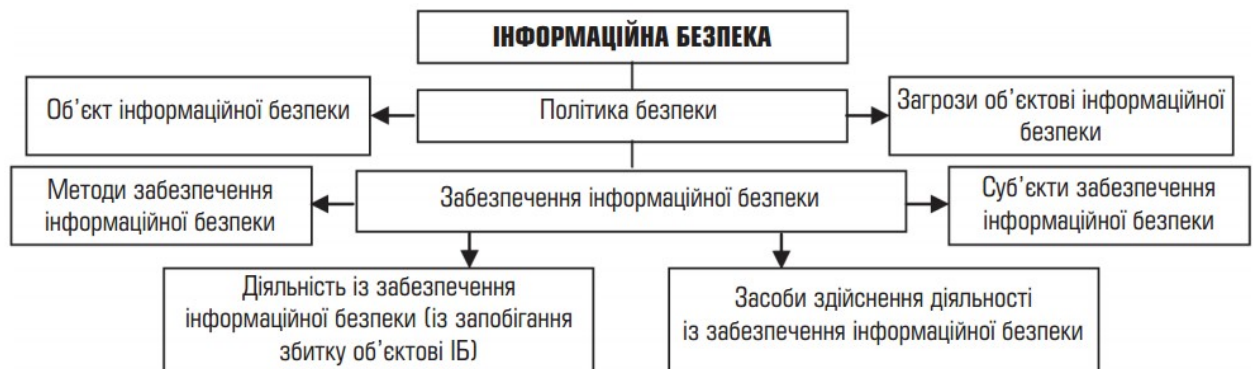 ІНФОРМАЦІЙНА БЕЗПЕКА
Об’єкт інформаційної безпеки
Політика безпеки
Загрози об’єктові інформаційної
безпеки
Методи забезпечення
інформаційної безпеки
Забезпечення інформаційної безпеки
Суб’єкти забезпечення
інформаційної безпеки
Діяльність із забезпечення
інформаційної безпеки (із запобігання
збитку об’єктові ІБ)
Засоби здійснення діяльності
із забезпечення інформаційної безпеки